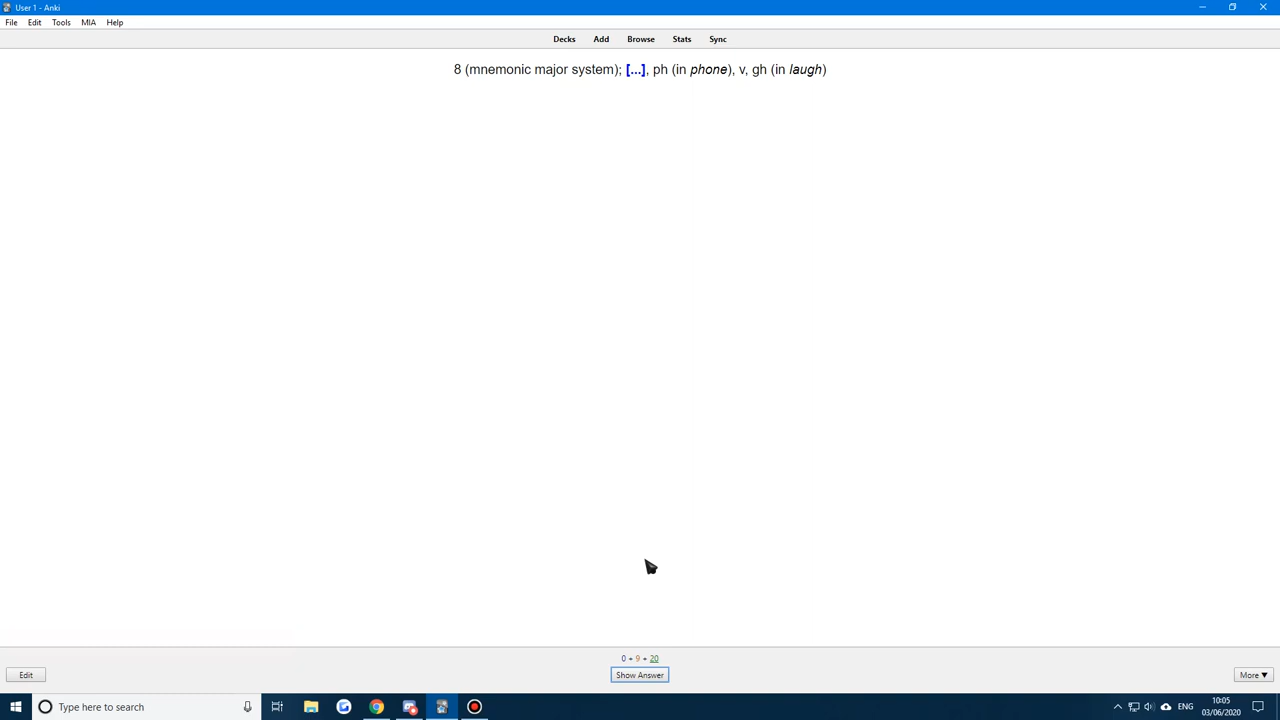 User 1 - Anki
File Edit Tools MIA Help
Decks Add Browse Stats Sync
8 (mnemonic major system); [...], ph (in phone), v, gh (in laugh)
0 + 9 + 20
Edit Show Answer More
Type here to search ENG 10:05
03/06/2020